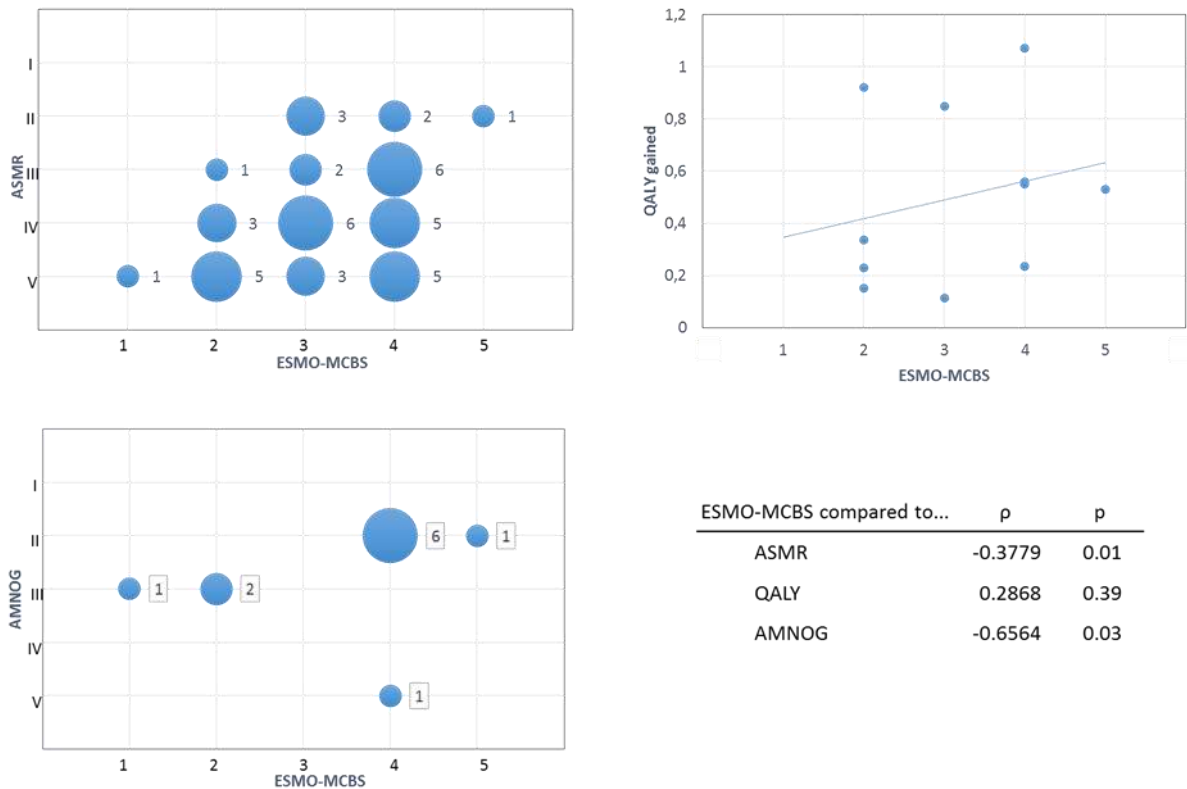 I
II
III
IV
V
ASMR
3
2
1
1
2
6
3
6
5
1
5
3
5
1
2
3
4
5
ESMO-MCBS
1,2
1
0,8
0,6
0,4
0,2
0
QALY gained
1
2
3
4
5
ESMO-MCBS
I
II
III
IV
V
AMNOG
6
1
1
2
1
1
2
3
4
5
ESMO-MCBS
ESMO-MCBS compared to... ρ p
ASMR -0.3779 0.01
QALY 0.2868 0.39
AMNOG -0.6564 0.03